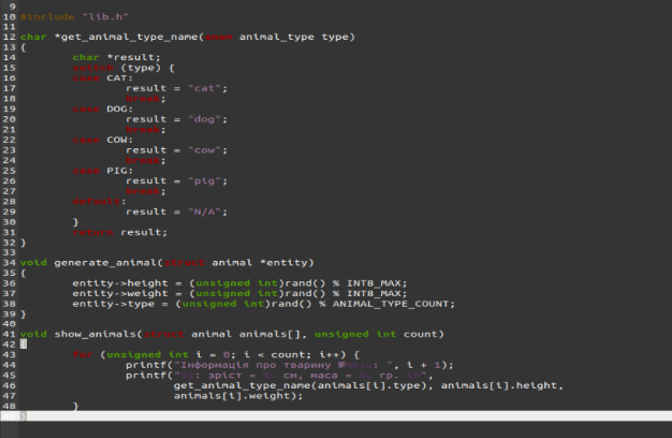 9
10 #include "lib.h"
11
12 char *get_animal_type_name(enum animal_type type)
13 {
14 char *result;
15 switch (type) {
16 case CAT:
17 result = "cat";
18 break;
19 case DOG:
20 result = "dog";
21 break;
22 case COW:
23 result = "cow";
24 break;
25 case PIG:
26 result = "pig";
27 break;
28 default:
29 result = "N/A";
30 }
31 return result;
32 }
33
34 void generate_animal(struct animal *entity)
35 {
36 entity->height = (unsigned int)rand() % INT8_MAX;
37 entity->weight = (unsigned int)rand() % INT8_MAX;
38 entity->type = (unsigned int)rand() % ANIMAL_TYPE_COUNT;
39 }
40
41 void show_animals(struct animal animals[], unsigned int count)
42 {
43 for (unsigned int i = 0; i < count; i++) {
44 printf("Інформація про тварину : ", i + 1);
45 printf(" зріст = см, маса = гр. \n",
46 get_animal_type_name(animals[i].type), animals[i].height,
47 animals[i].weight);
48 }
49 }